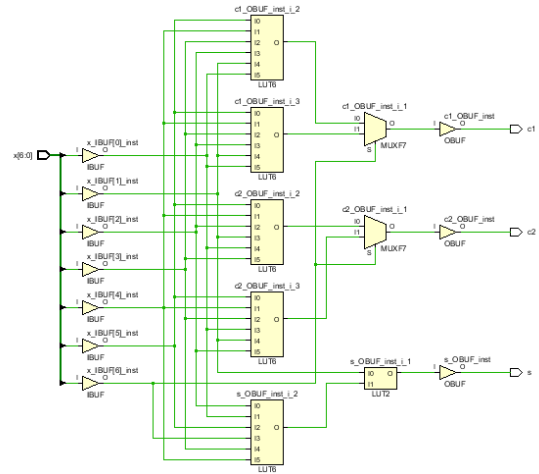 c1_OBUF_inst_i_2
I0
I1
I2 O
I3
I4
I5
LUT6
c1_OBUF_inst_i_3
I0
I1
I2 O
I3
I4
I5
LUT6
c1_OBUF_inst_i_1
I0 O
I1
S MUXF7
c1_OBUF_inst
I O
OBUF
c1
x[6:0]
x_IBUF[0]_inst
I O
IBUF
x_IBUF[1]_inst
I O
IBUF
x_IBUF[2]_inst
I O
IBUF
x_IBUF[3]_inst
I O
IBUF
x_IBUF[4]_inst
I O
IBUF
x_IBUF[5]_inst
I O
IBUF
x_IBUF[6]_inst
I O
IBUF
c2_OBUF_inst_i_2
I0
I1
I2 O
I3
I4
I5
LUT6
c2_OBUF_inst_i_1
I0 O
I1
S MUXF7
c2_OBUF_inst
I O
OBUF
c2
c2_OBUF_inst_i_3
I0
I1
I2 O
I3
I4
I5
LUT6
s_OBUF_inst_i_1
I0 O
I1
LUT2
s_OBUF_inst
I O
OBUF
s
s_OBUF_inst_i_2
I0
I1
I2 O
I3
I4
I5
LUT6